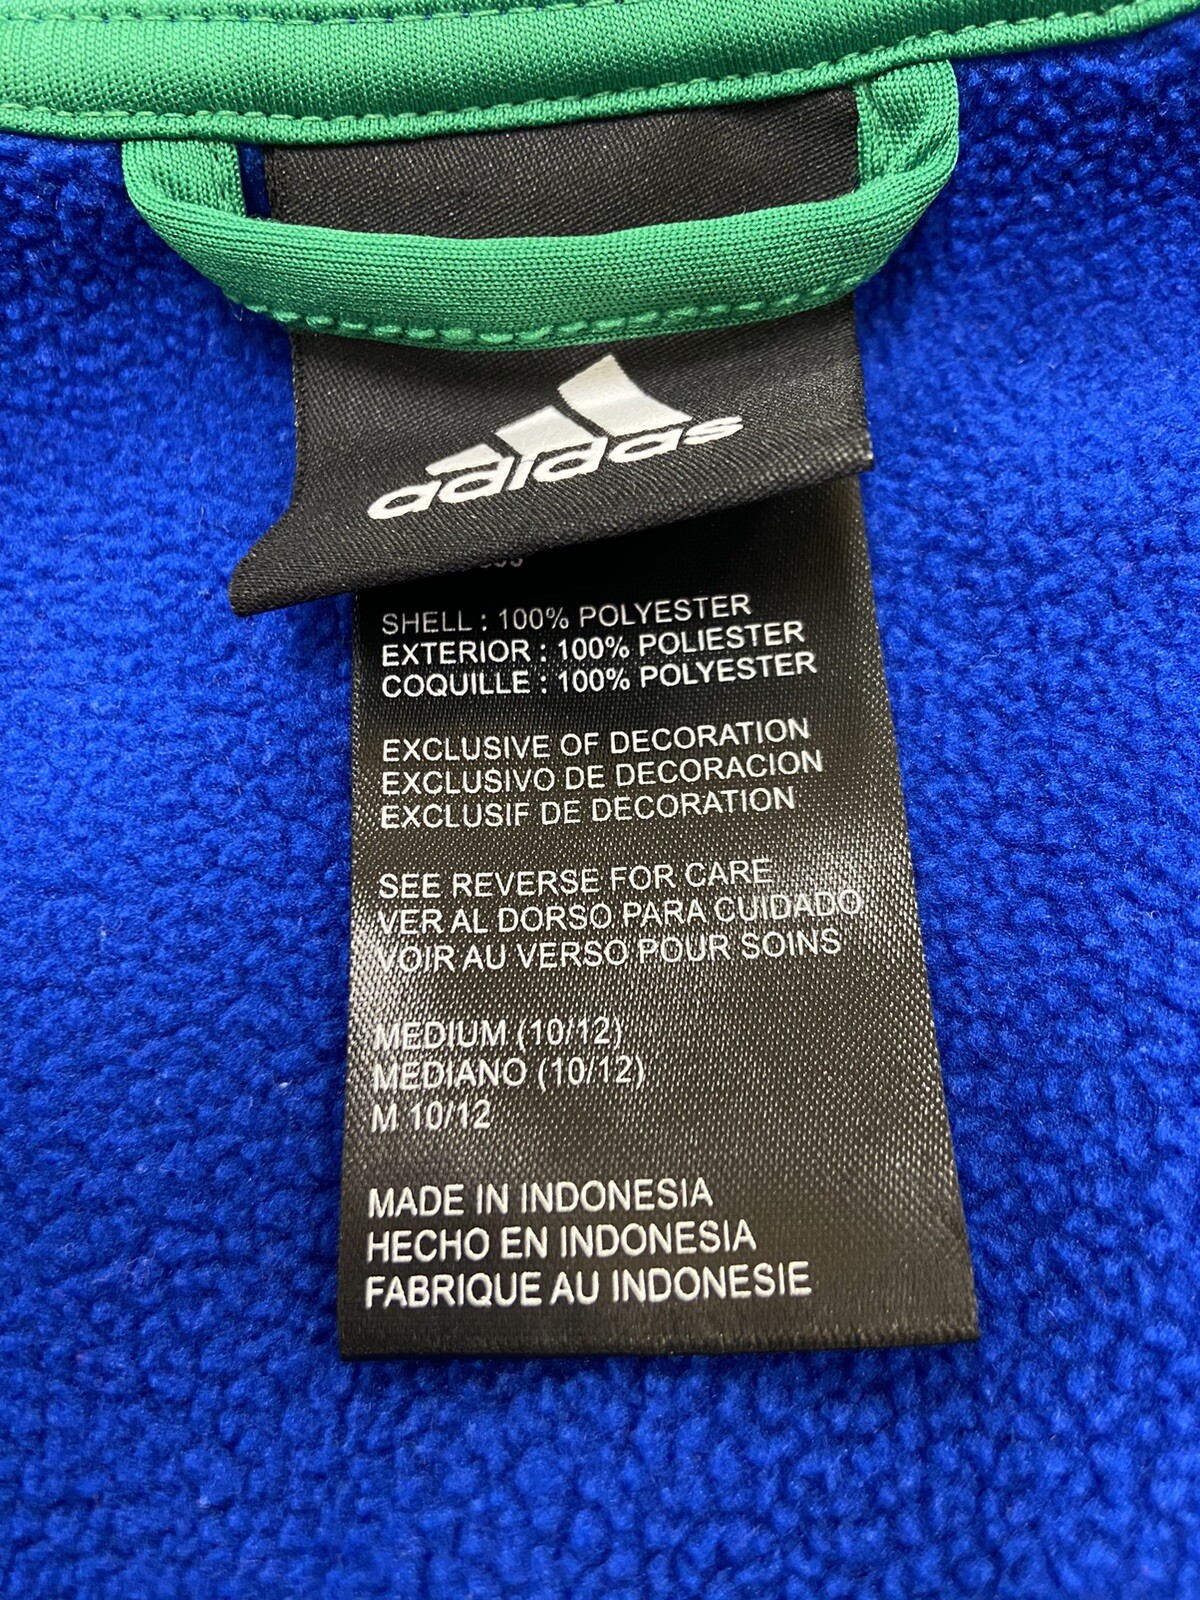 adidas
SHELL : 100% POLYESTER
EXTERIOR : 100% POLIESTER
COQUILLE : 100% POLYESTER
EXCLUSIVE OF DECORATION
EXCLUSIVO DE DECORACION
EXCLUSIF DE DECORATION
SEE REVERSE FOR CARE
VER AL DORSO PARA CUIDADO
VOIR AU VERSO POUR SOINS
MEDIUM (10/12)
MEDIANO (10/12)
M 10/12
MADE IN INDONESIA
HECHO EN INDONESIA
FABRIQUE AU INDONESIE